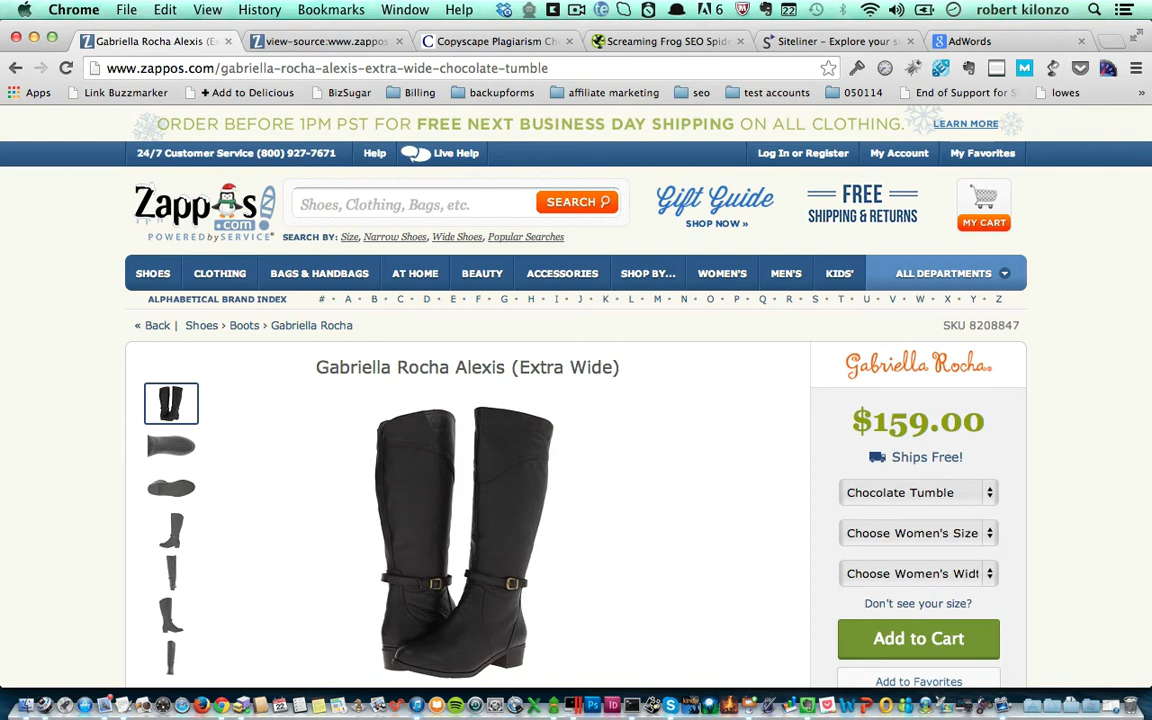 Chrome File Edit View History Bookmarks Window Help 6 22 robert kilonzo
Gabriella Rocha Alexis (Ex × view-source:www.zappos × Copyscape Plagiarism Ch × Screaming Frog SEO Spid × Siteliner – Explore your s × AdWords ×
www.zappos.com/gabriella-rocha-alexis-extra-wide-chocolate-tumble
Apps Link Buzzmarker + Add to Delicious BizSugar Billing backupforms affiliate marketing seo test accounts 050114 End of Support for S lowes »
ORDER BEFORE 1PM PST FOR FREE NEXT BUSINESS DAY SHIPPING ON ALL CLOTHING. LEARN MORE
24/7 Customer Service (800) 927-7671 Help Live Help Log In or Register My Account My Favorites
Zappos .com POWERED by SERVICE
Shoes, Clothing, Bags, etc. SEARCH
SEARCH BY: Size, Narrow Shoes, Wide Shoes, Popular Searches
Gift Guide SHOP NOW »
FREE SHIPPING & RETURNS
MY CART
SHOES CLOTHING BAGS & HANDBAGS AT HOME BEAUTY ACCESSORIES SHOP BY... WOMEN'S MEN'S KIDS' ALL DEPARTMENTS
ALPHABETICAL BRAND INDEX # A B C D E F G H I J K L M N O P Q R S T U V W X Y Z
« Back | Shoes › Boots › Gabriella Rocha SKU 8208847
Gabriella Rocha Alexis (Extra Wide)
Gabriella Rocha
$159.00
Ships Free!
Chocolate Tumble
Choose Women's Size
Choose Women's Widt
Don't see your size?
Add to Cart
Add to Favorites